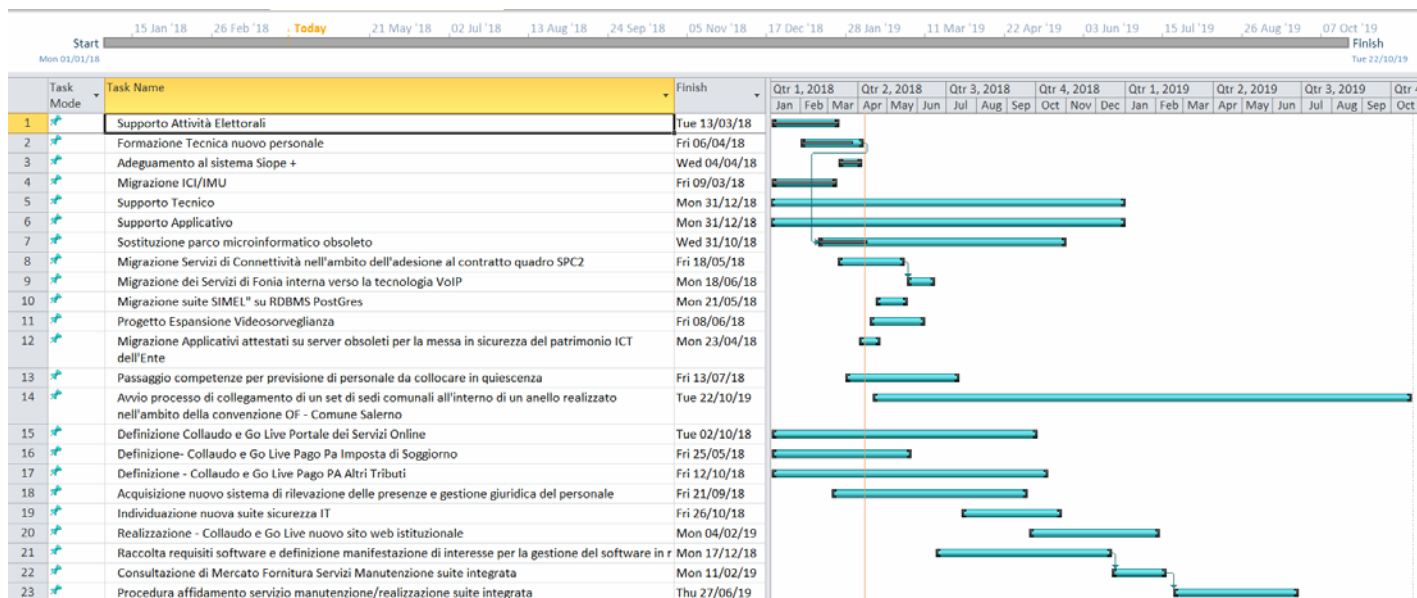 15 Jan '18 26 Feb '18 Today 21 May '18 02 Jul '18 13 Aug '18 24 Sep '18 05 Nov '18 17 Dec '18 28 Jan '19 11 Mar '19 22 Apr '19 03 Jun '19 15 Jul '19 26 Aug '19 07 Oct '19
Start Finish
Mon 01/01/18 Tue 22/10/19
Task Mode Task Name Finish Qtr 1, 2018 Qtr 2, 2018 Qtr 3, 2018 Qtr 4, 2018 Qtr 1, 2019 Qtr 2, 2019 Qtr 3, 2019 Qtr
Jan Feb Mar Apr May Jun Jul Aug Sep Oct Nov Dec Jan Feb Mar Apr May Jun Jul Aug Sep Oct
1 Supporto Attività Elettorali Tue 13/03/18
2 Formazione Tecnica nuovo personale Fri 06/04/18
3 Adeguamento al sistema Siope + Wed 04/04/18
4 Migrazione ICI/IMU Fri 09/03/18
5 Supporto Tecnico Mon 31/12/18
6 Supporto Applicativo Mon 31/12/18
7 Sostituzione parco microinformatico obsoleto Wed 31/10/18
8 Migrazione Servizi di Connettività nell'ambito dell'adesione al contratto quadro SPC2 Fri 18/05/18
9 Migrazione dei Servizi di Fonia interna verso la tecnologia VoIP Mon 18/06/18
10 Migrazione suite SIMEL" su RDBMS PostGres Mon 21/05/18
11 Progetto Espansione Videosorveglianza Fri 08/06/18
12 Migrazione Applicativi attestati su server obsoleti per la messa in sicurezza del patrimonio ICT Mon 23/04/18
dell'Ente
13 Passaggio competenze per previsione di personale da collocare in quiescenza Fri 13/07/18
14 Avvio processo di collegamento di un set di sedi comunali all'interno di un anello realizzato Tue 22/10/19
nell'ambito della convenzione OF - Comune Salerno
15 Definizione Collaudo e Go Live Portale dei Servizi Online Tue 02/10/18
16 Definizione- Collaudo e Go Live Pago Pa Imposta di Soggiorno Fri 25/05/18
17 Definizione - Collaudo e Go Live Pago PA Altri Tributi Fri 12/10/18
18 Acquisizione nuovo sistema di rilevazione delle presenze e gestione giuridica del personale Fri 21/09/18
19 Individuazione nuova suite sicurezza IT Fri 26/10/18
20 Realizzazione - Collaudo e Go Live nuovo sito web istituzionale Mon 04/02/19
21 Raccolta requisiti software e definizione manifestazione di interesse per la gestione del software in r Mon 17/12/18
22 Consultazione di Mercato Fornitura Servizi Manutenzione suite integrata Mon 11/02/19
23 Procedura affidamento servizio manutenzione/realizzazione suite integrata Thu 27/06/19